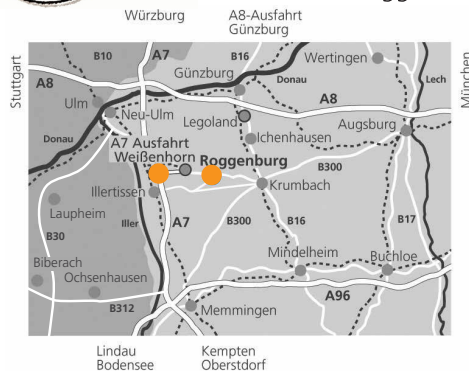 Würzburg
A8-Ausfahrt
Günzburg
Stuttgart
München
B10
A7
B16
Wertingen
Günzburg
Donau
Lech
A8
Ulm
Neu-Ulm
Legoland
A8
Augsburg
Donau
Ichenhausen
A7 Ausfahrt
Weißenhorn
Roggenburg
B300
Illertissen
Krumbach
Laupheim
Iller
A7
B300
B16
B17
B30
Biberach
Ochsenhausen
Mindelheim
Buchloe
B312
A96
Memmingen
Lindau
Bodensee
Kempten
Oberstdorf